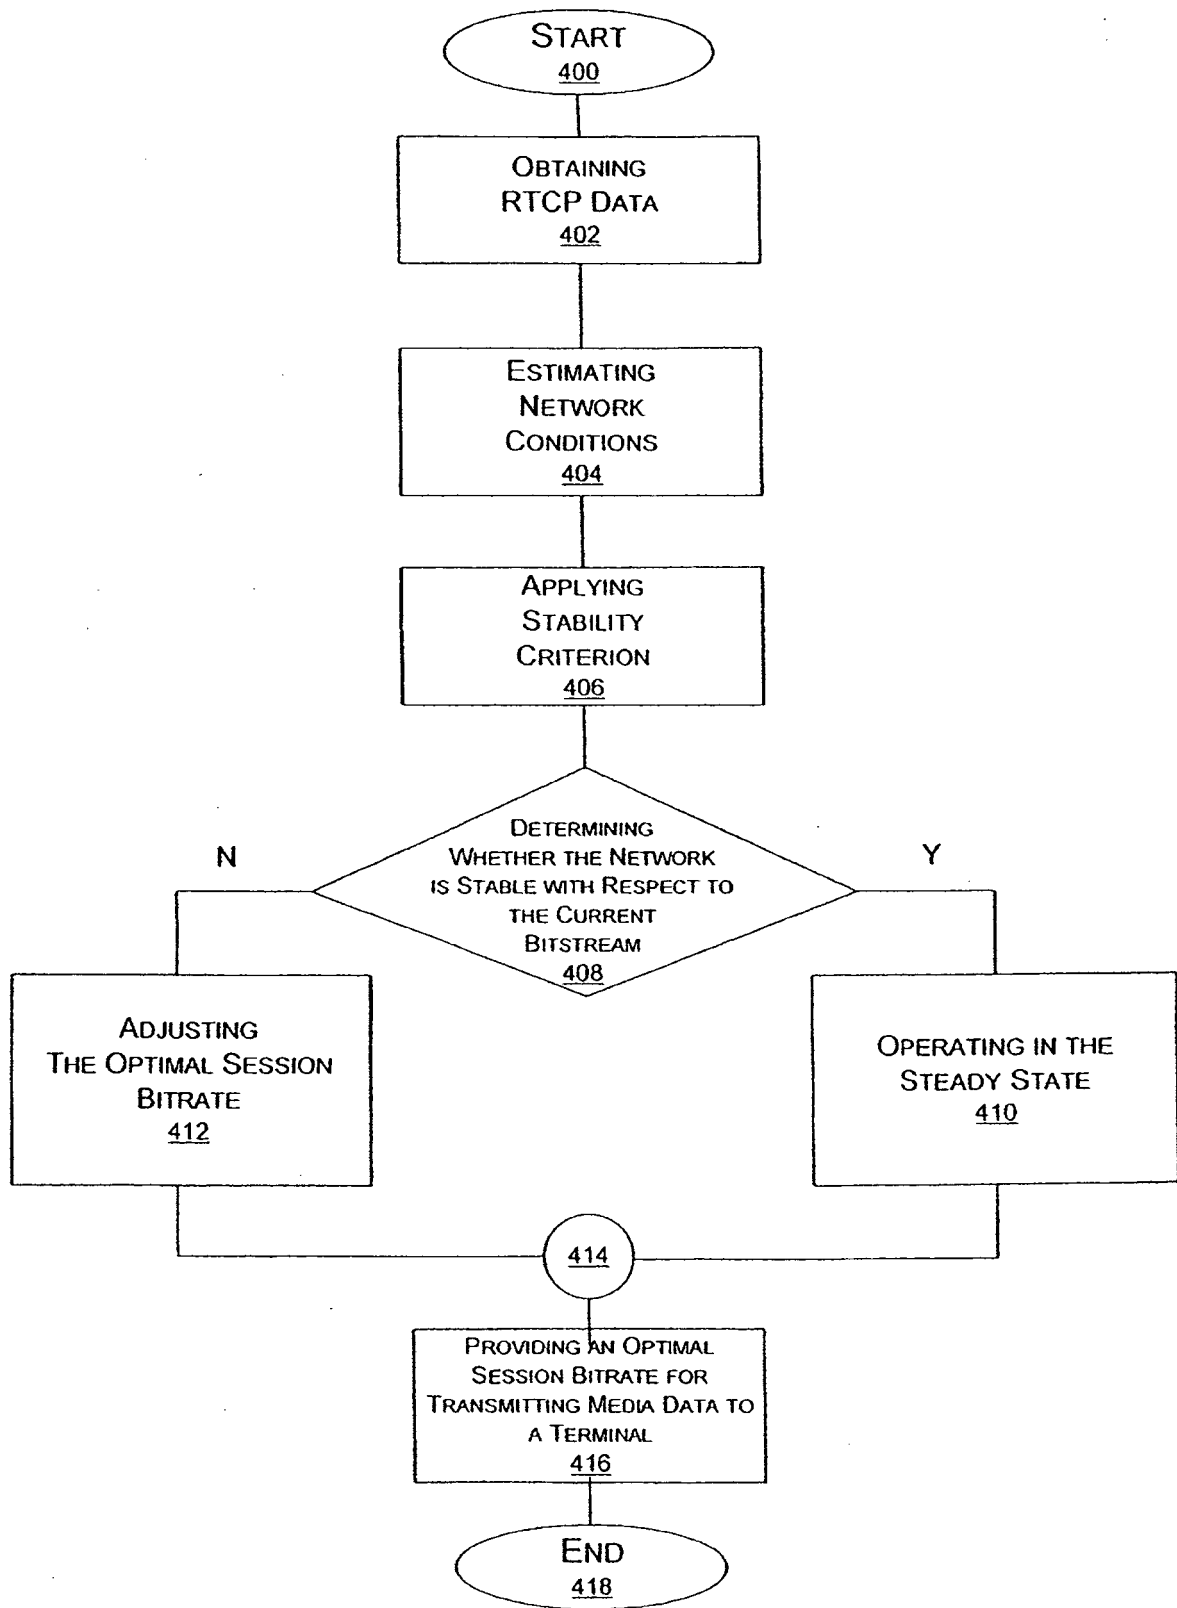 START
400
OBTAINING
RTCP DATA
402
ESTIMATING
NETWORK
CONDITIONS
404
APPLYING
STABILITY
CRITERION
406
DETERMINING
WHETHER THE NETWORK
IS STABLE WITH RESPECT TO
THE CURRENT
BITSTREAM
408
N
Y
ADJUSTING
THE OPTIMAL SESSION
BITRATE
412
OPERATING IN THE
STEADY STATE
410
414
PROVIDING AN OPTIMAL
SESSION BITRATE FOR
TRANSMITTING MEDIA DATA TO
A TERMINAL
416
END
418